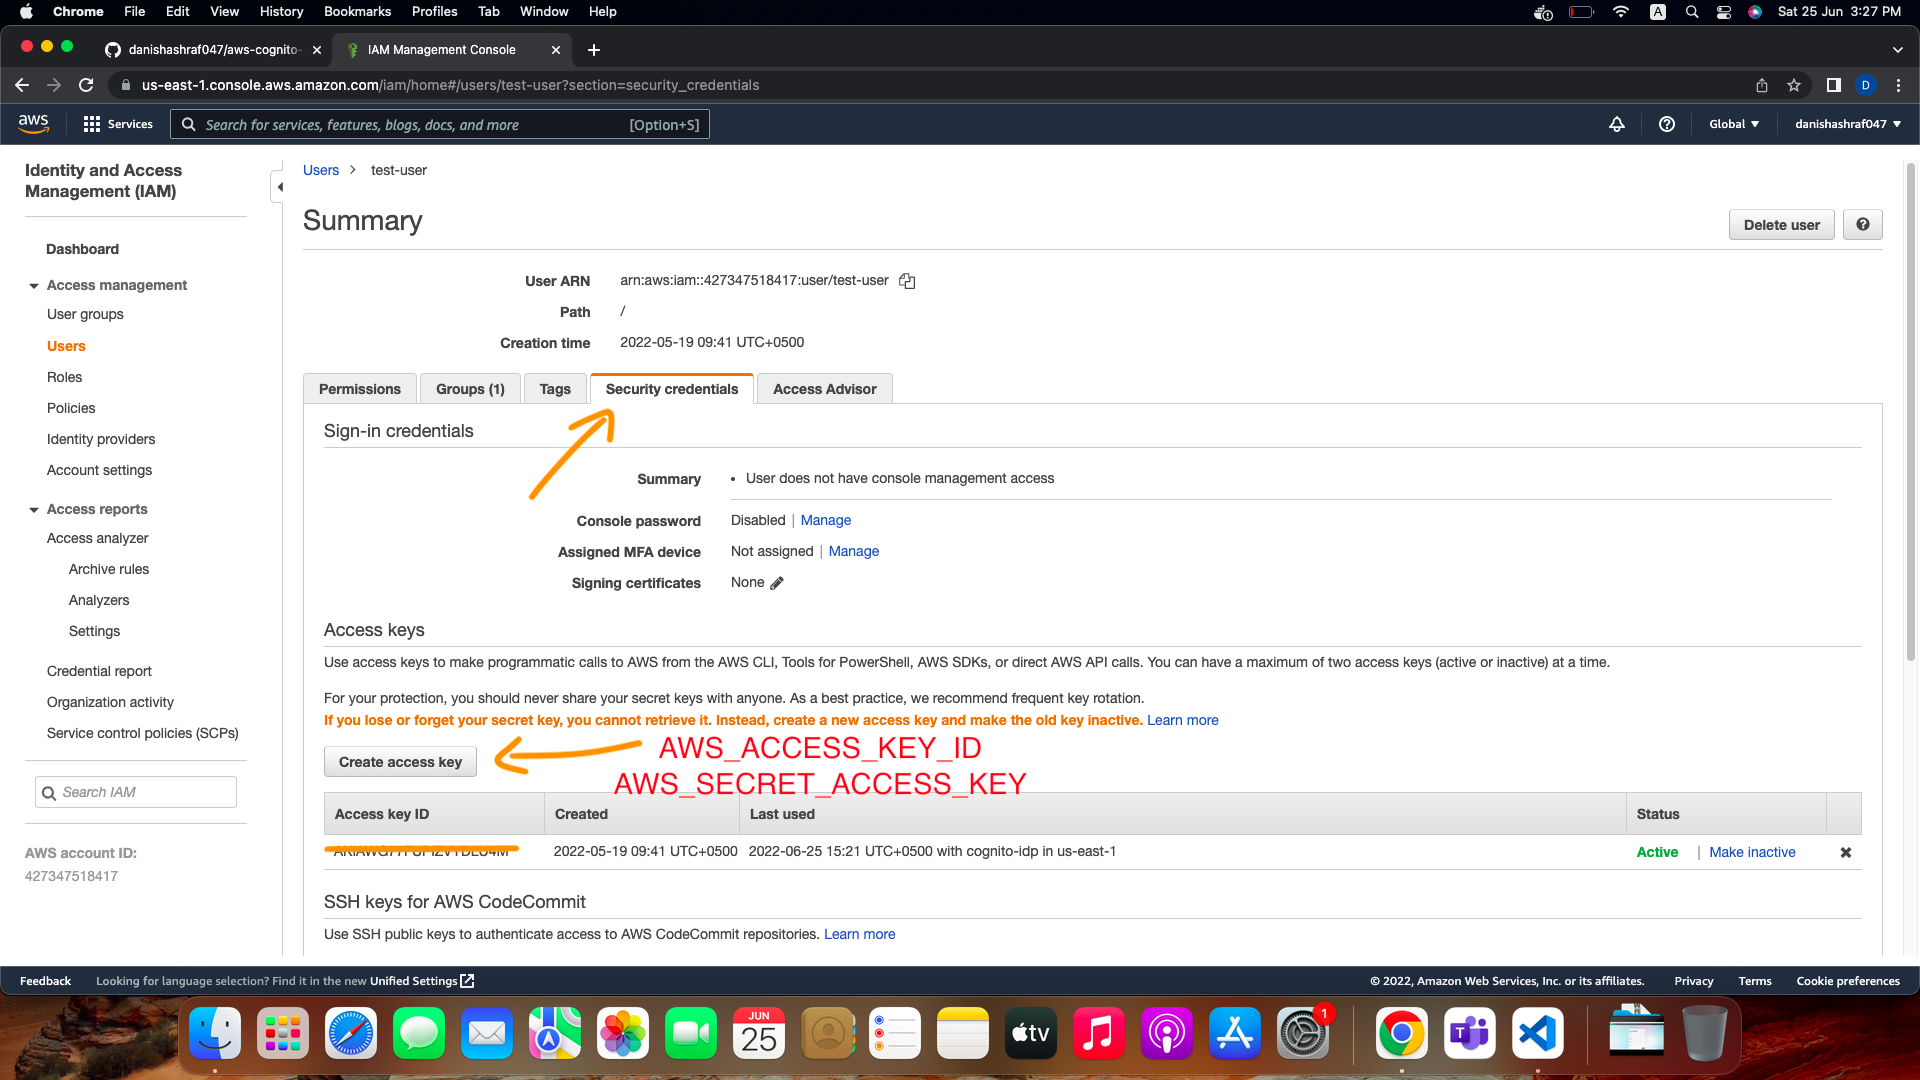 Chrome File Edit View History Bookmarks Profiles Tab Window Help A Sat 25 Jun 3:27 PM
danishashraf047/aws-cognito- IAM Management Console
us-east-1.console.aws.amazon.com/iam/home#/users/test-user?section=security_credentials D
aws Services Search for services, features, blogs, docs, and more [Option+S] Global danishashraf047
Identity and Access
Management (IAM)
Dashboard
Access management
User groups
Users
Roles
Policies
Identity providers
Account settings
Access reports
Access analyzer
Archive rules
Analyzers
Settings
Credential report
Organization activity
Service control policies (SCPs)
Search IAM
AWS account ID:
427347518417
Users > test-user
Summary
Delete user
User ARN arn:aws:iam::427347518417:user/test-user
Path /
Creation time 2022-05-19 09:41 UTC+0500
Permissions Groups (1) Tags Security credentials Access Advisor
Sign-in credentials
Summary • User does not have console management access
Console password Disabled | Manage
Assigned MFA device Not assigned | Manage
Signing certificates None
Access keys
Use access keys to make programmatic calls to AWS from the AWS CLI, Tools for PowerShell, AWS SDKs, or direct AWS API calls. You can have a maximum of two access keys (active or inactive) at a time.
For your protection, you should never share your secret keys with anyone. As a best practice, we recommend frequent key rotation.
If you lose or forget your secret key, you cannot retrieve it. Instead, create a new access key and make the old key inactive. Learn more
Create access key
AWS_ACCESS_KEY_ID
AWS_SECRET_ACCESS_KEY
Access key ID Created Last used Status
2022-05-19 09:41 UTC+0500 2022-06-25 15:21 UTC+0500 with cognito-idp in us-east-1 Active | Make inactive
SSH keys for AWS CodeCommit
Use SSH public keys to authenticate access to AWS CodeCommit repositories. Learn more
Feedback Looking for language selection? Find it in the new Unified Settings © 2022, Amazon Web Services, Inc. or its affiliates. Privacy Terms Cookie preferences
JUN
25
tv
1